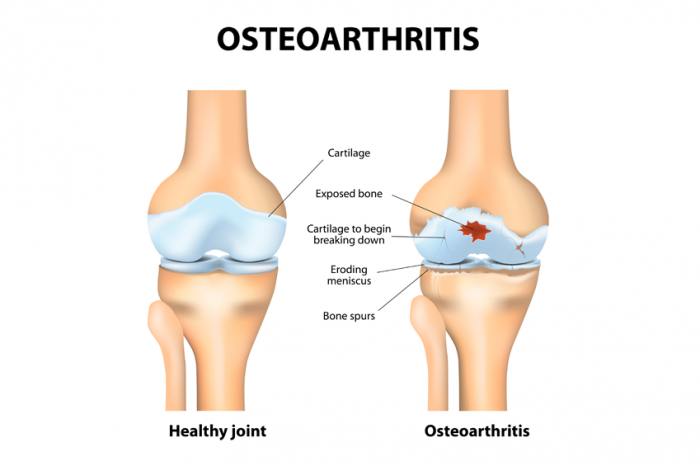 OSTEOARTHRITIS
Cartilage
Exposed bone
Cartilage to begin
breaking down
Eroding
meniscus
Bone spurs
Healthy joint
Osteoarthritis